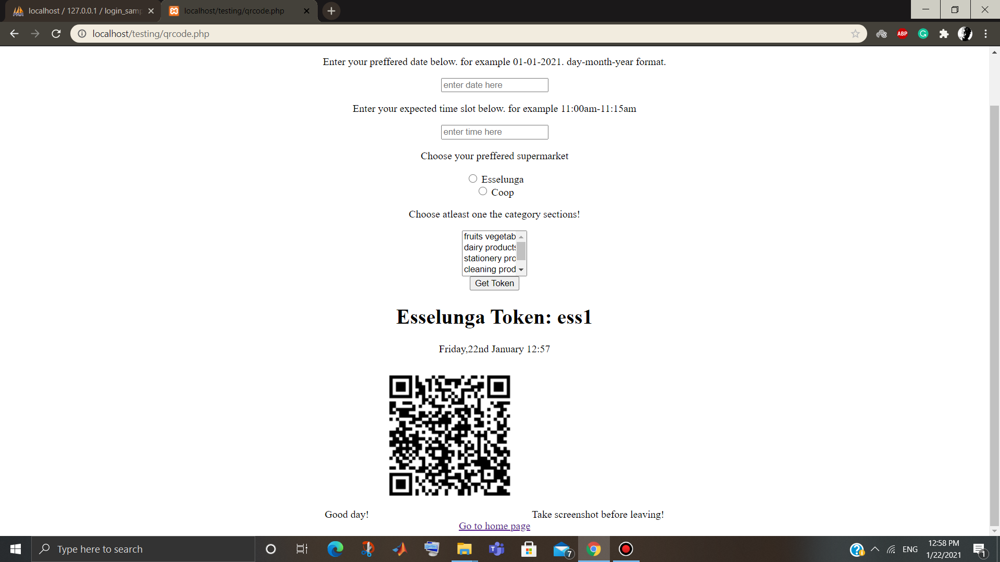 localhost / 127.0.0.1 / login_samp
localhost/testing/qrcode.php
localhost/testing/qrcode.php
ABP
Enter your preffered date below. for example 01-01-2021. day-month-year format.
enter date here
Enter your expected time slot below. for example 11:00am-11:15am
enter time here
Choose your preffered supermarket
Esselunga
Coop
Choose atleast one the category sections!
fruits vegetab
dairy products
stationery pro
cleaning prod
Get Token
Esselunga Token: ess1
Friday,22nd January 12:57
Good day! Take screenshot before leaving!
Go to home page
Type here to search
7
ENG
12:58 PM
1/22/2021
1